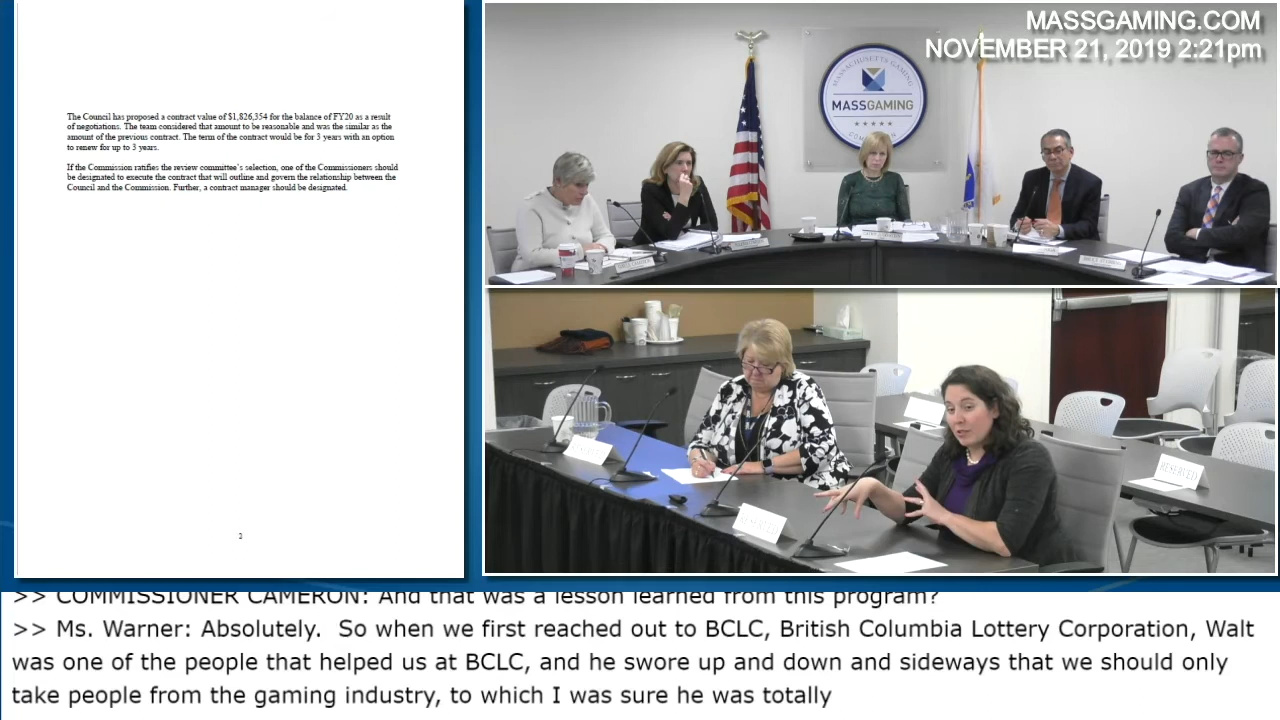 The Council has proposed a contract value of $1,826,354 for the balance of FY20 as a result
of negotiations. The team considered that amount to be reasonable and was the similar as the
amount of the previous contract. The term of the contract would be for 3 years with an option
to renew for up to 3 years.
If the Commission ratifies the review committee's selection, one of the Commissioners should
be designated to execute the contract that will outline and govern the relationship between the
Council and the Commission. Further, a contract manager should be designated.
2
MASSGAMING.COM
NOVEMBER 21, 2019 2:21pm
MASSACHUSETTS GAMING
MASSGAMING
RESERVED
>> COMMISSIONER CAMERON: And that was a lesson learned from this program?
>> Ms. Warner: Absolutely. So when we first reached out to BCLC, British Columbia Lottery Corporation, Walt
was one of the people that helped us at BCLC, and he swore up and down and sideways that we should only
take people from the gaming industry, to which I was sure he was totally